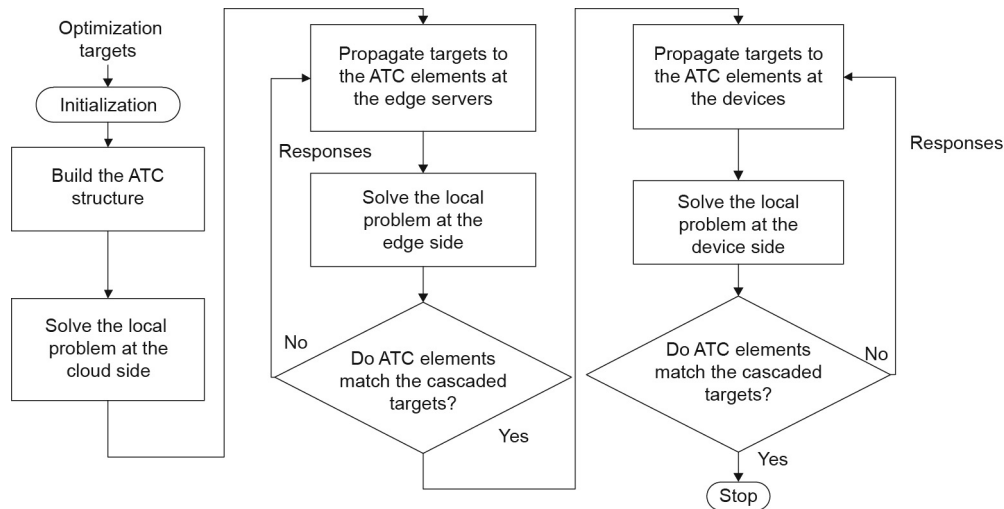 Optimization
targets
Initialization
Build the ATC
structure
Solve the local
problem at the
cloud side
Propagate targets to
the ATC elements at
the edge servers
Responses
Solve the local
problem at the
edge side
No
Do ATC elements
match the cascaded
targets?
Yes
Propagate targets to
the ATC elements at
the devices
Responses
Solve the local
problem at the
device side
Do ATC elements
match the cascaded
targets?
No
Yes
Stop